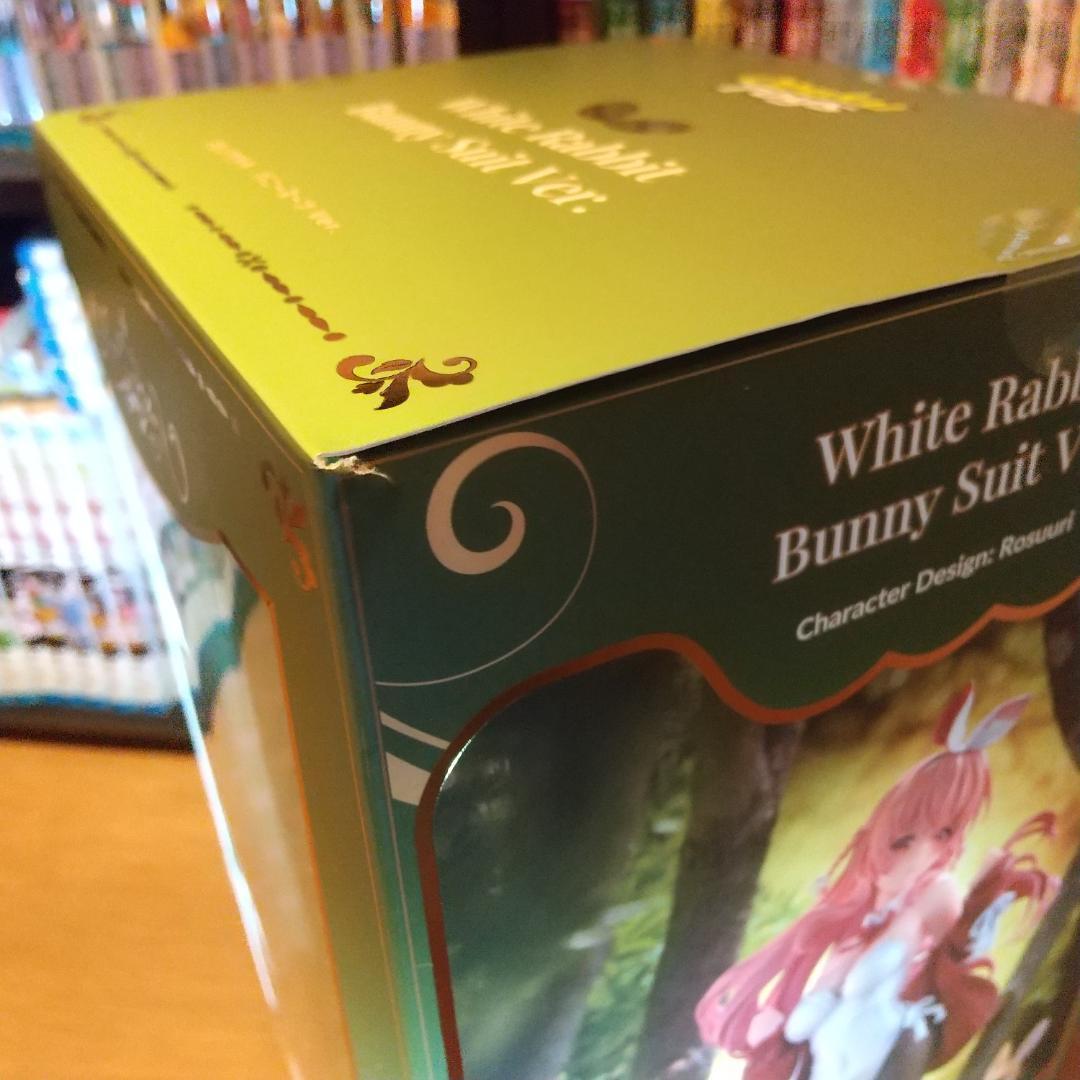 White Rabbit
Bunny Suit Ver.
White Rabb
Bunny Suit V
Character Design: Rosuuri